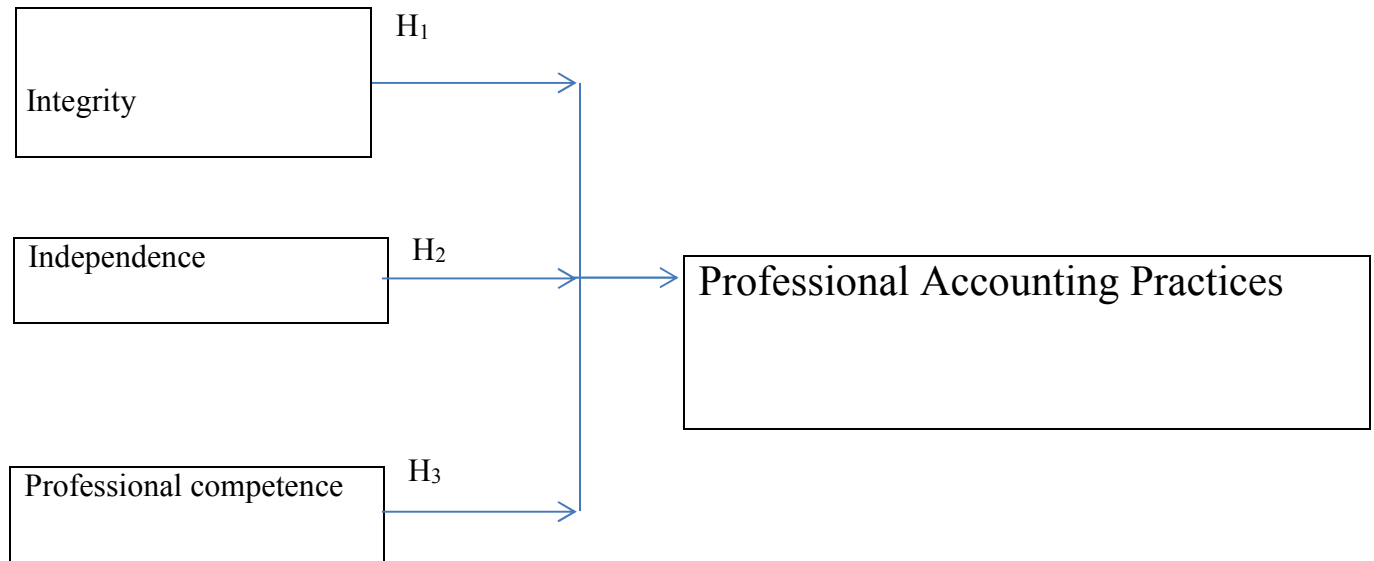 H₁
Integrity
Independence
H₂
Professional Accounting Practices
H₃
Professional competence